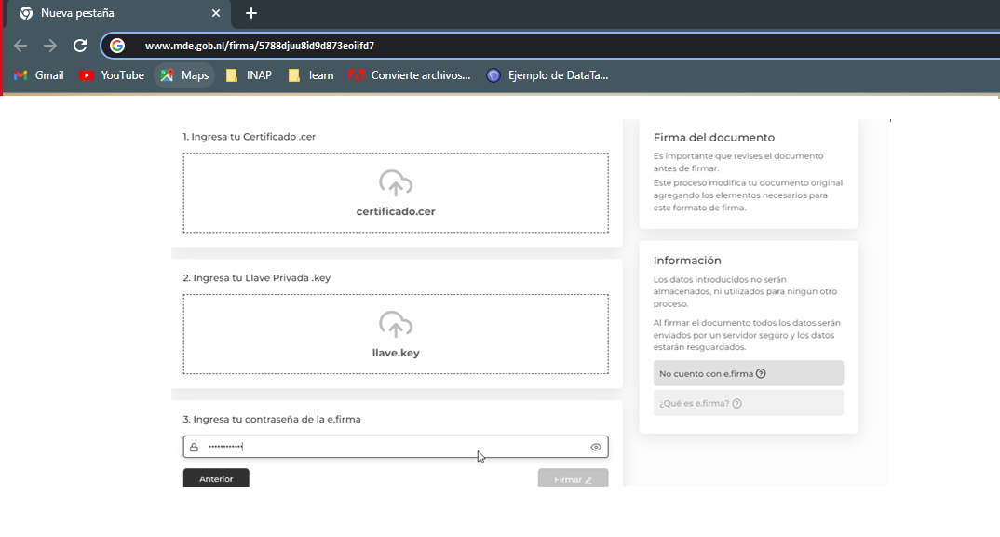 Nueva pestaña
www.mde.gob.nl/firma/5788djuu8id9d873eoiifd7
Gmail
YouTube
Maps
INAP
learn
Convierte archivos...
Ejemplo de DataTa...
1. Ingresa tu Certificado .cer
certificado.cer
2. Ingresa tu Llave Privada .key
llave.key
3. Ingresa tu contraseña de la e.firma
••••••••••••
Anterior
Firmar
Firma del documento
Es importante que revises el documento
antes de firmar.
Este proceso modifica tu documento original
agregando los elementos necesarios para
este formato de firma.
Información
Los datos introducidos no serán
almacenados, ni utilizados para ningún otro
proceso.
Al firmar el documento todos los datos serán
enviados por un servidor seguro y los datos
estarán resguardados.
No cuento con e.firma
¿Qué es e.firma?